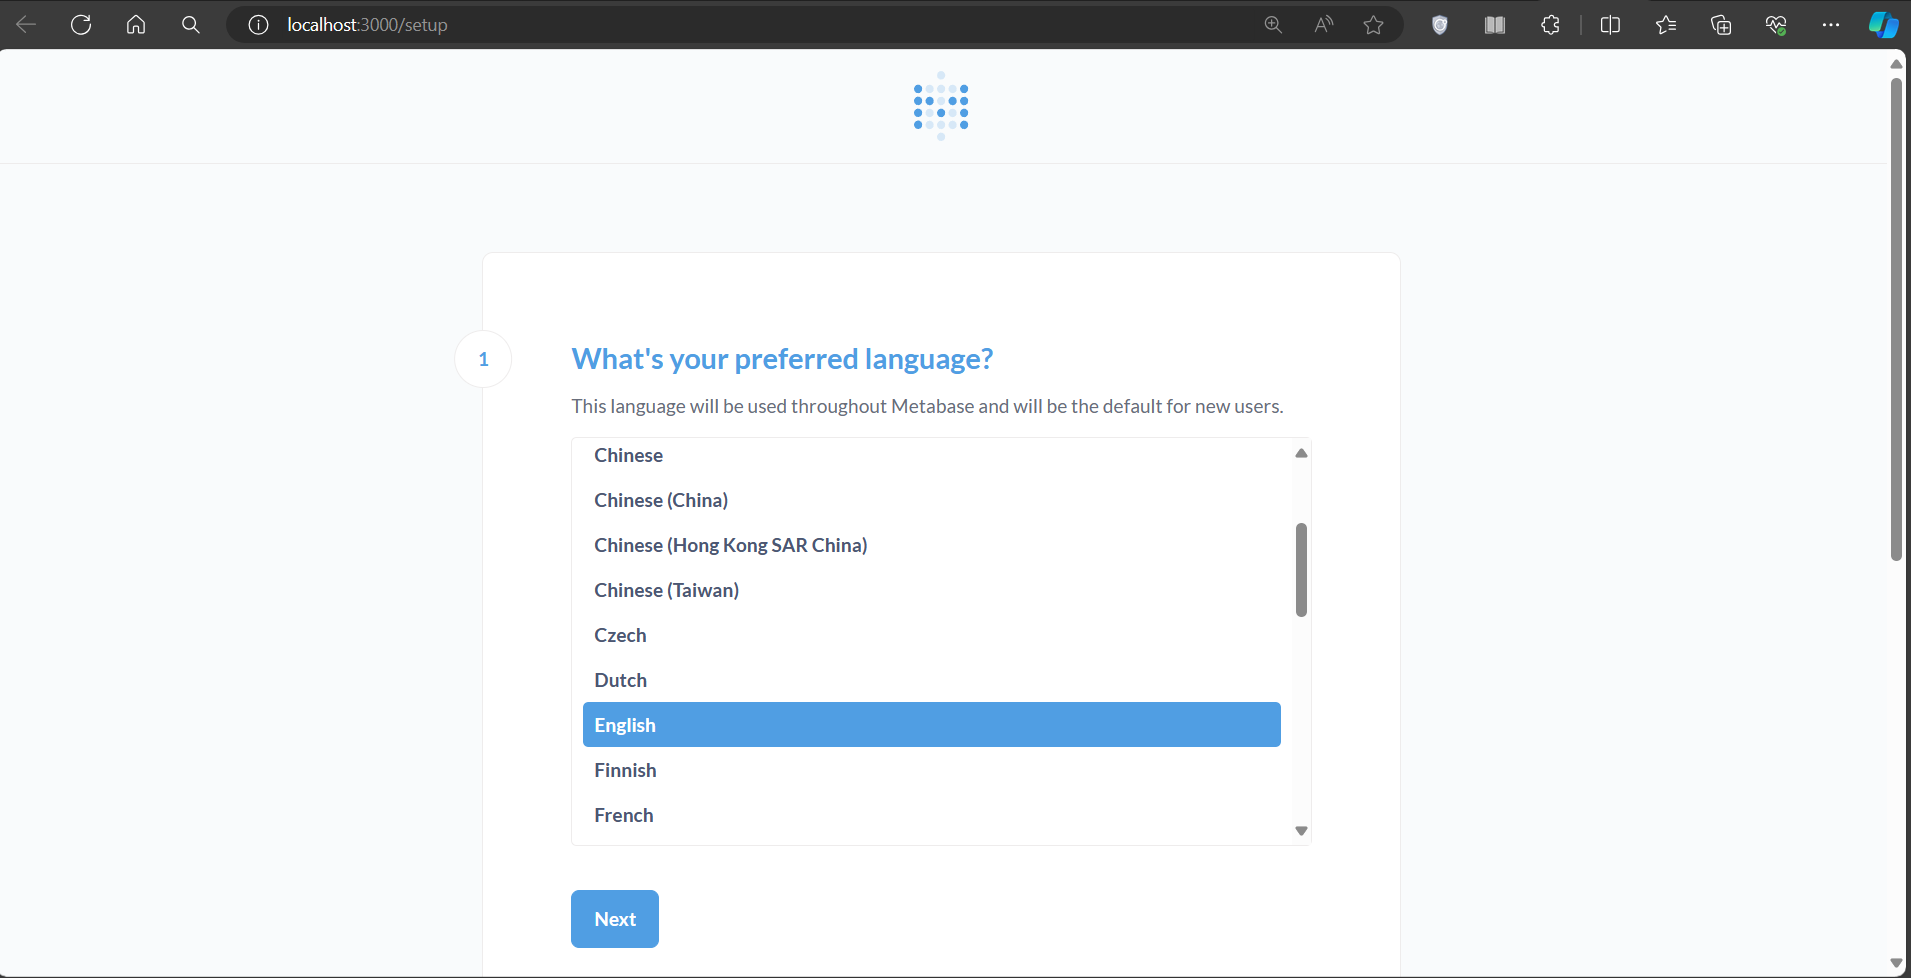 localhost:3000/setup
1
What's your preferred language?
This language will be used throughout Metabase and will be the default for new users.
Chinese
Chinese (China)
Chinese (Hong Kong SAR China)
Chinese (Taiwan)
Czech
Dutch
English
Finnish
French
Next